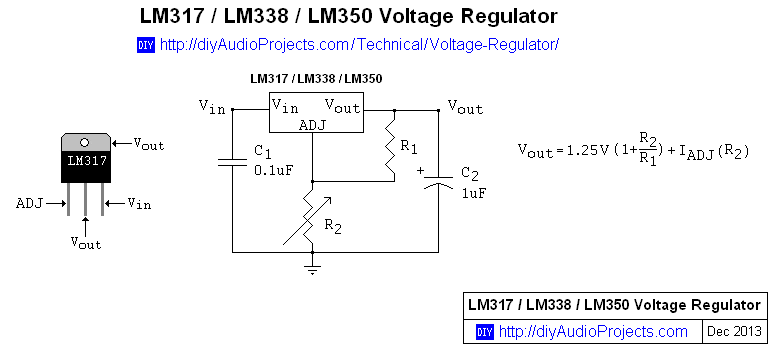 LM317 / LM338 / LM350 Voltage Regulator
DIY http://diyAudioProjects.com/Technical/Voltage-Regulator/
LM317 / LM338 / LM350
Vin
Vin
Vout
Vout
ADJ
Vout
LM317
ADJ
Vin
Vout
C1
0.1uF
R1
R2
+
C2
1uF
Vout = 1.25V (1+R2/R1) + IADJ (R2)
LM317 / LM338 / LM350 Voltage Regulator
DIY http://diyAudioProjects.com
Dec 2013